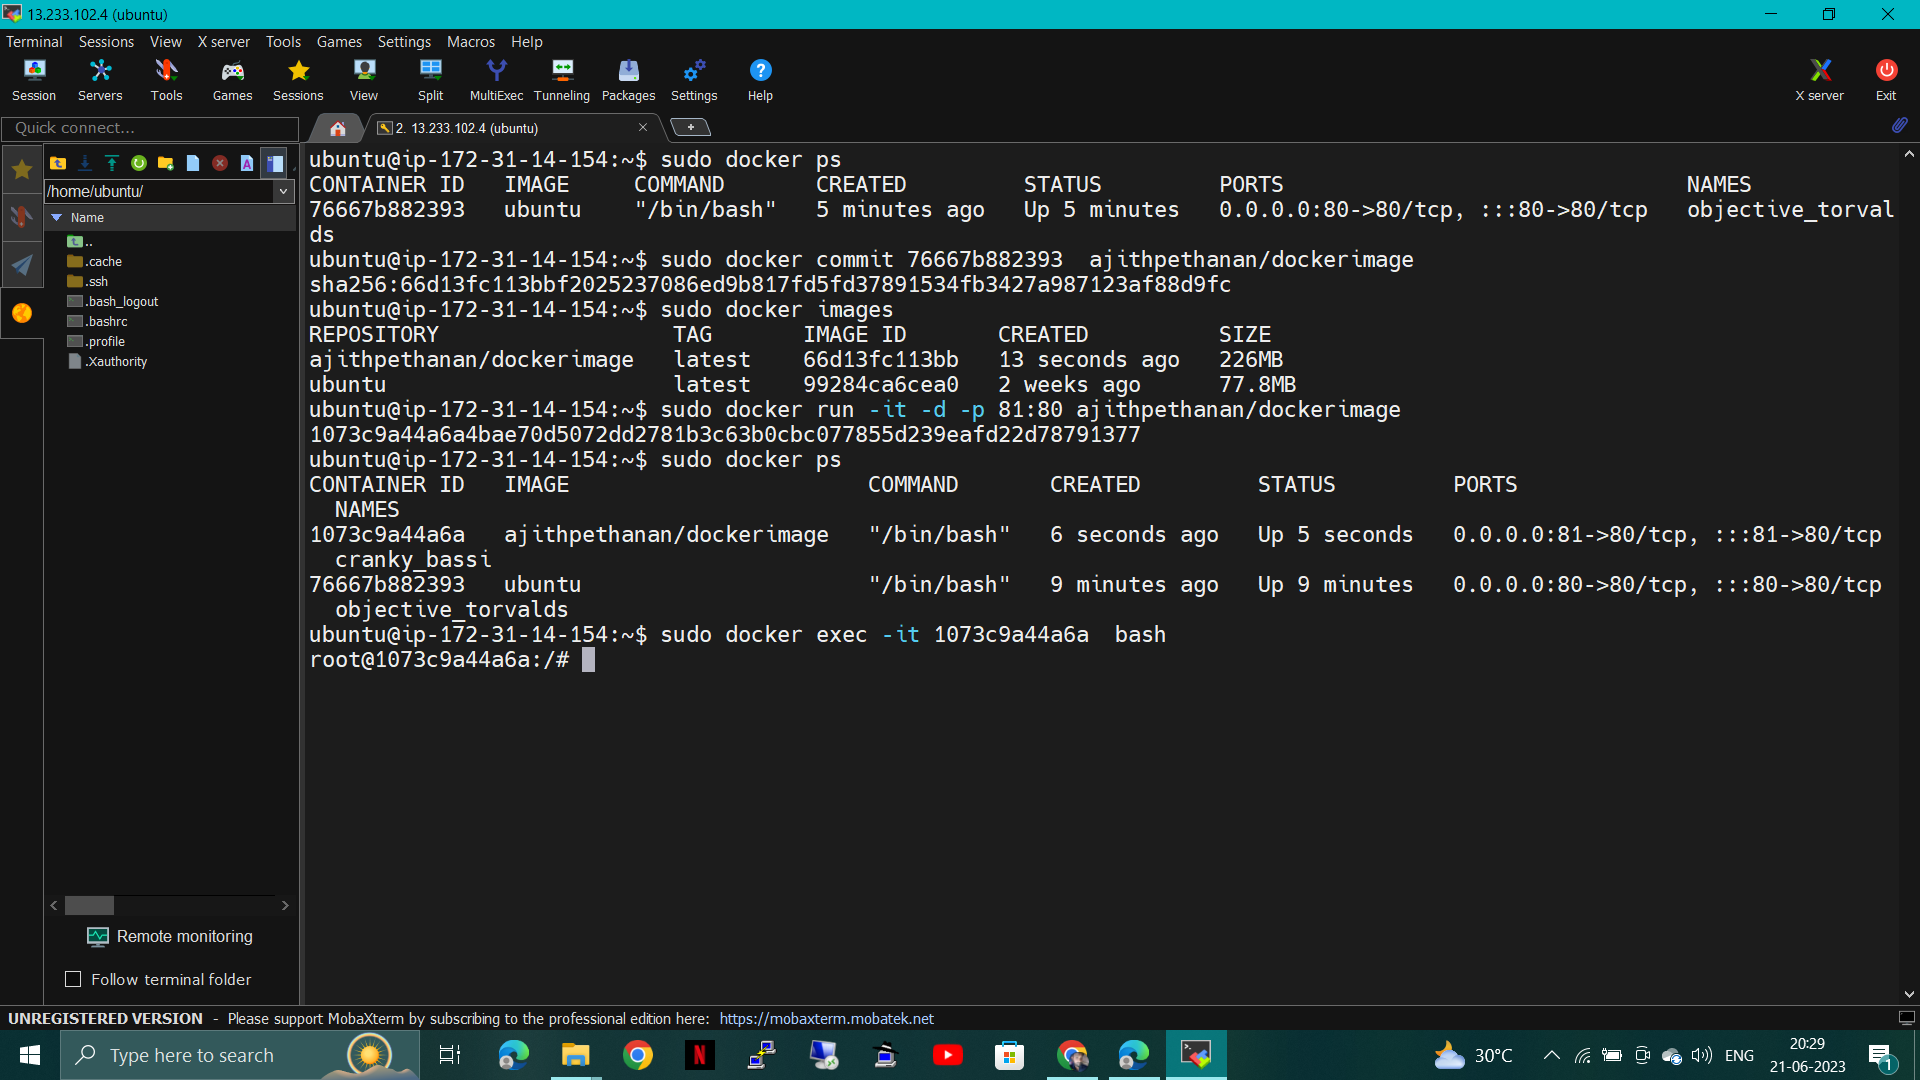 13.233.102.4 (ubuntu)
Terminal Sessions View X server Tools Games Settings Macros Help
Session Servers Tools Games Sessions View Split MultiExec Tunneling Packages Settings Help X server Exit
Quick connect...
2. 13.233.102.4 (ubuntu)
/home/ubuntu/
Name
..
.cache
.ssh
.bash_logout
.bashrc
.profile
.Xauthority
Remote monitoring
Follow terminal folder
ubuntu@ip-172-31-14-154:~$ sudo docker ps
CONTAINER ID IMAGE COMMAND CREATED STATUS PORTS NAMES
76667b882393 ubuntu "/bin/bash" 5 minutes ago Up 5 minutes 0.0.0.0:80->80/tcp, :::80->80/tcp objective_torval
ds
ubuntu@ip-172-31-14-154:~$ sudo docker commit 76667b882393 ajithpethanan/dockerimage
sha256:66d13fc113bbf2025237086ed9b817fd5fd37891534fb3427a987123af88d9fc
ubuntu@ip-172-31-14-154:~$ sudo docker images
REPOSITORY TAG IMAGE ID CREATED SIZE
ajithpethanan/dockerimage latest 66d13fc113bb 13 seconds ago 226MB
ubuntu latest 99284ca6cea0 2 weeks ago 77.8MB
ubuntu@ip-172-31-14-154:~$ sudo docker run -it -d -p 81:80 ajithpethanan/dockerimage
1073c9a44a6a4bae70d5072dd2781b3c63b0cbc077855d239eafd22d78791377
ubuntu@ip-172-31-14-154:~$ sudo docker ps
CONTAINER ID IMAGE COMMAND CREATED STATUS PORTS
NAMES
1073c9a44a6a ajithpethanan/dockerimage "/bin/bash" 6 seconds ago Up 5 seconds 0.0.0.0:81->80/tcp, :::81->80/tcp
cranky_bassi
76667b882393 ubuntu "/bin/bash" 9 minutes ago Up 9 minutes 0.0.0.0:80->80/tcp, :::80->80/tcp
objective_torvalds
ubuntu@ip-172-31-14-154:~$ sudo docker exec -it 1073c9a44a6a bash
root@1073c9a44a6a:/#
UNREGISTERED VERSION - Please support MobaXterm by subscribing to the professional edition here: https://mobaxterm.mobatek.net
Type here to search
30°C
ENG
20:29
21-06-2023
1